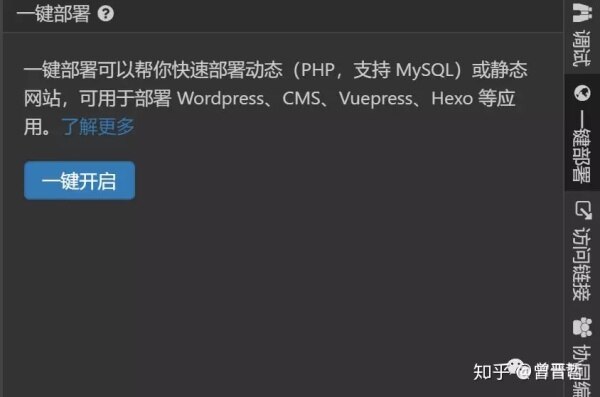 一键部署
一键部署可以帮你快速部署动态（PHP，支持 MySQL）或静态
网站，可用于部署 Wordpress、CMS、Vuepress、Hexo 等应
用。了解更多
一键开启
调试
一键部署
访问链接
协同编
知乎 @曾晋哲